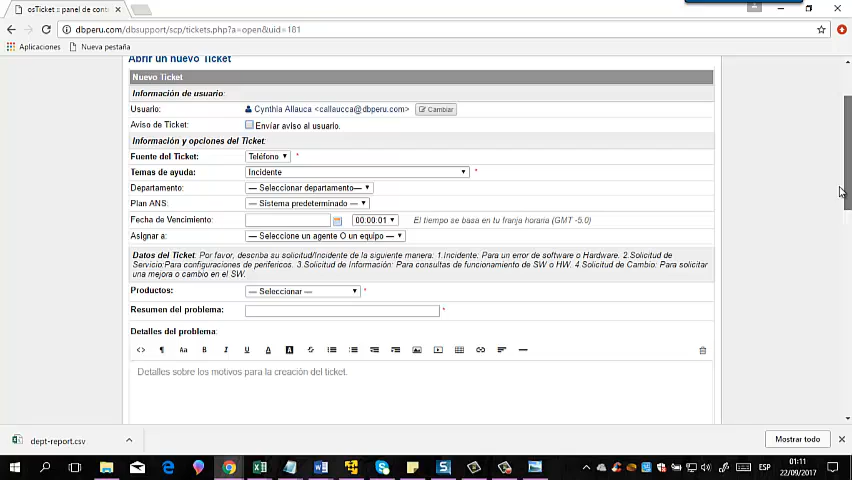 osTicket :: panel de cont
dbperu.com/dbsupport/scp/tickets.php?a=open&uid=181
Aplicaciones Nueva pestaña
Abrir un nuevo Ticket
Nuevo Ticket
Información de usuario:
Usuario: Cynthia Allauca <callaucca@dbperu.com> Cambiar
Aviso de Ticket: Envíar aviso al usuario.
Información y opciones del Ticket:
Fuente del Ticket: Teléfono *
Temas de ayuda: Incidente *
Departamento: — Seleccionar departamento—
Plan ANS: — Sistema predeterminado —
Fecha de Vencimiento: 00:00:01 El tiempo se basa en tu franja horaria (GMT -5.0)
Asignar a: — Seleccione un agente O un equipo —
Datos del Ticket: Por favor, describa su solicitud/Incidente de la siguiente manera: 1.Incidente: Para un error de software o Hardware. 2.Solicitud de
Servicio:Para configuraciones de perifericos. 3.Solicitud de Información: Para consultas de funcionamiento de SW o HW. 4.Solicitud de Cambio: Para solicitar
una mejora o cambio en el SW.
Productos: — Seleccionar — *
Resumen del problema: *
Detalles del problema:
Detalles sobre los motivos para la creación del ticket.
dept-report.csv
Mostrar todo
ESP
01:11
22/09/2017